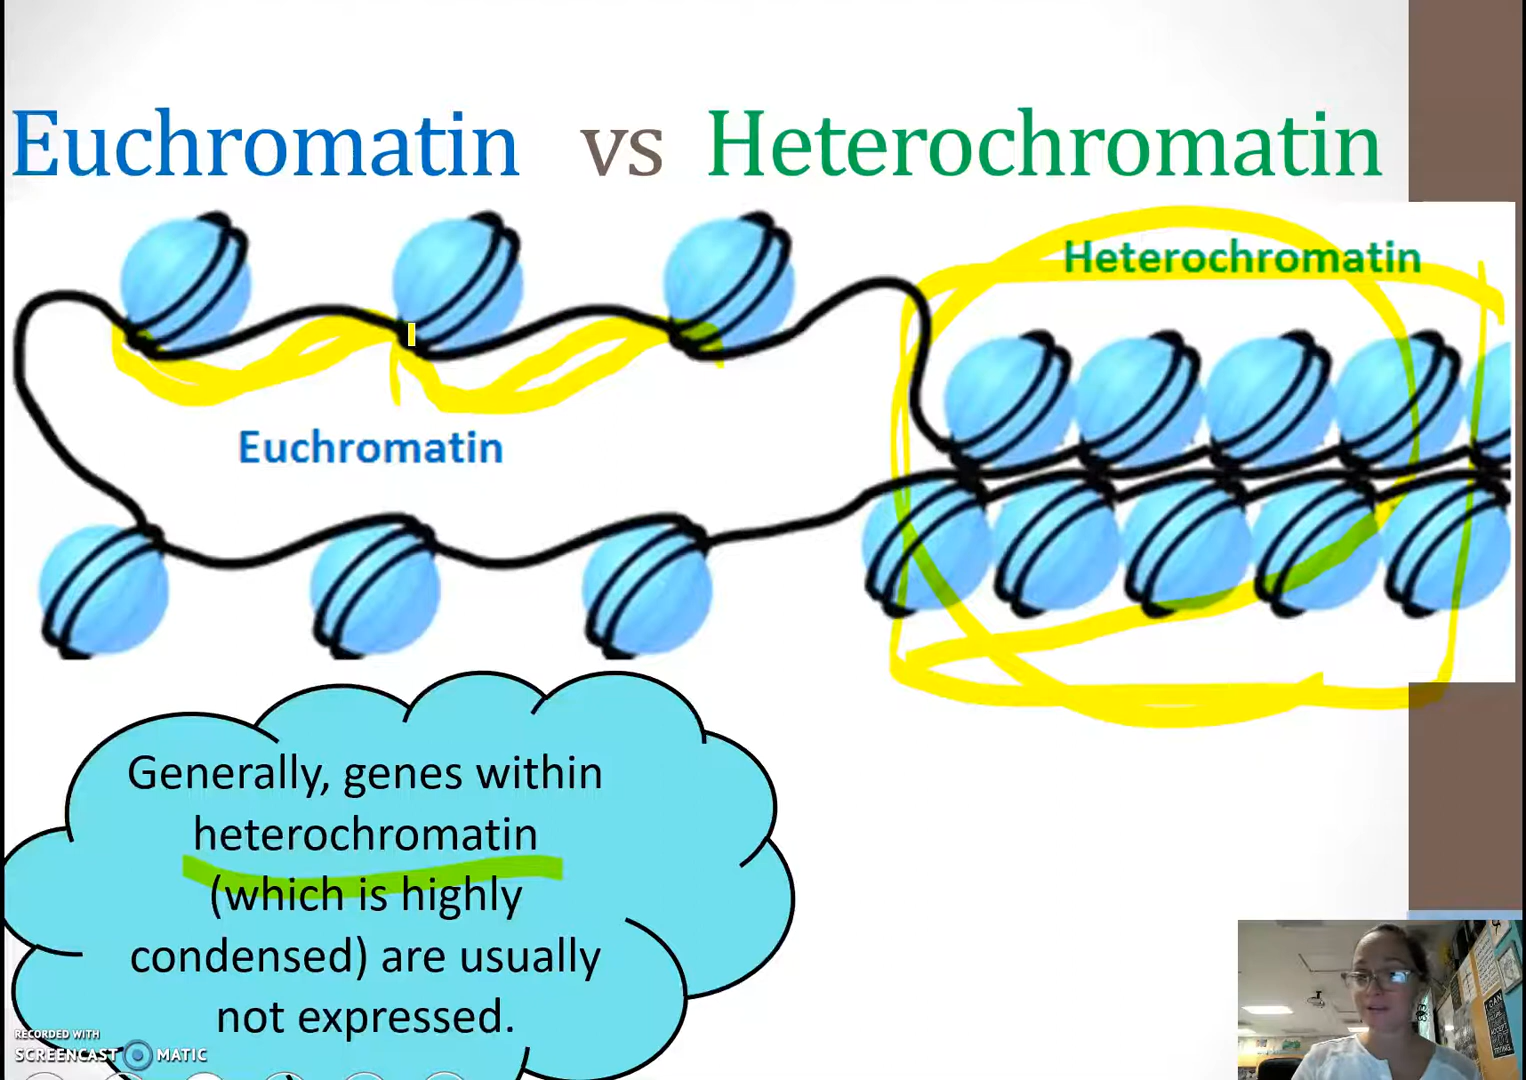 Euchromatin vs Heterochromatin
Heterochromatin
Euchromatin
Generally, genes within
heterochromatin
(which is highly
condensed) are usually
not expressed.
RECORDED WITH
SCREENCAST MATIC